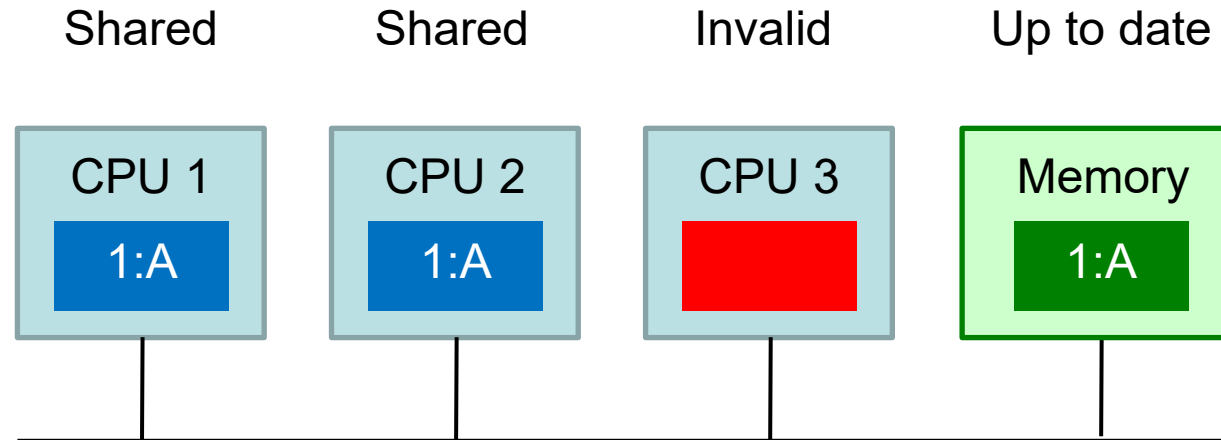 Shared Shared Invalid Up to date
CPU 1 CPU 2 CPU 3 Memory
1:A 1:A 1:A